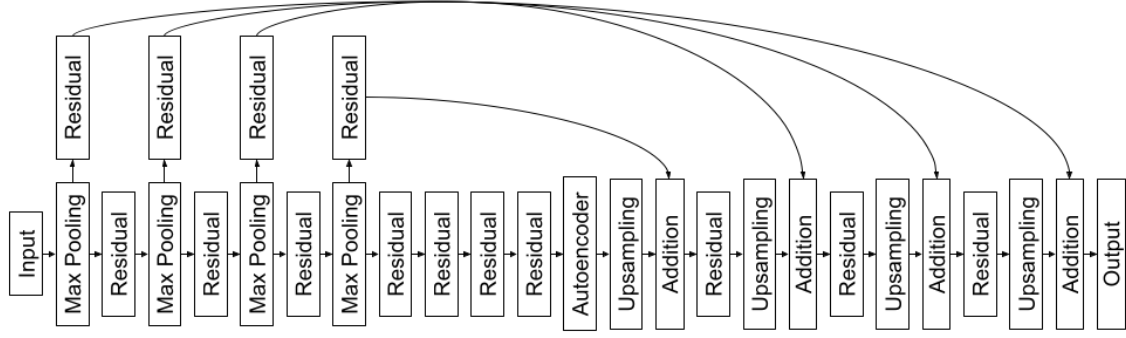 Residual
Residual
Residual
Residual
Input
Max Pooling
Residual
Max Pooling
Residual
Max Pooling
Residual
Max Pooling
Residual
Residual
Residual
Residual
Autoencoder
Upsampling
Addition
Residual
Upsampling
Addition
Residual
Upsampling
Addition
Residual
Upsampling
Addition
Output